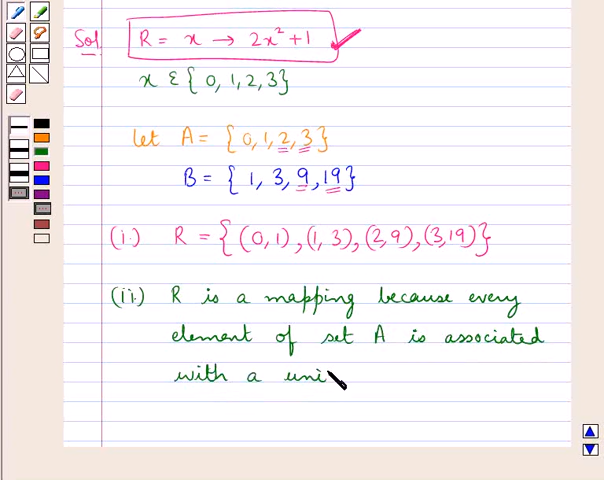 Sol R = x → 2x² + 1
x ε { 0, 1, 2, 3 }
let A = { 0, 1, 2, 3 }
B = { 1, 3, 9, 19 }
(i.) R = { (0, 1), (1, 3), (2, 9), (3, 19) }
(ii.) R is a mapping because every
element of set A is associated
with a uni